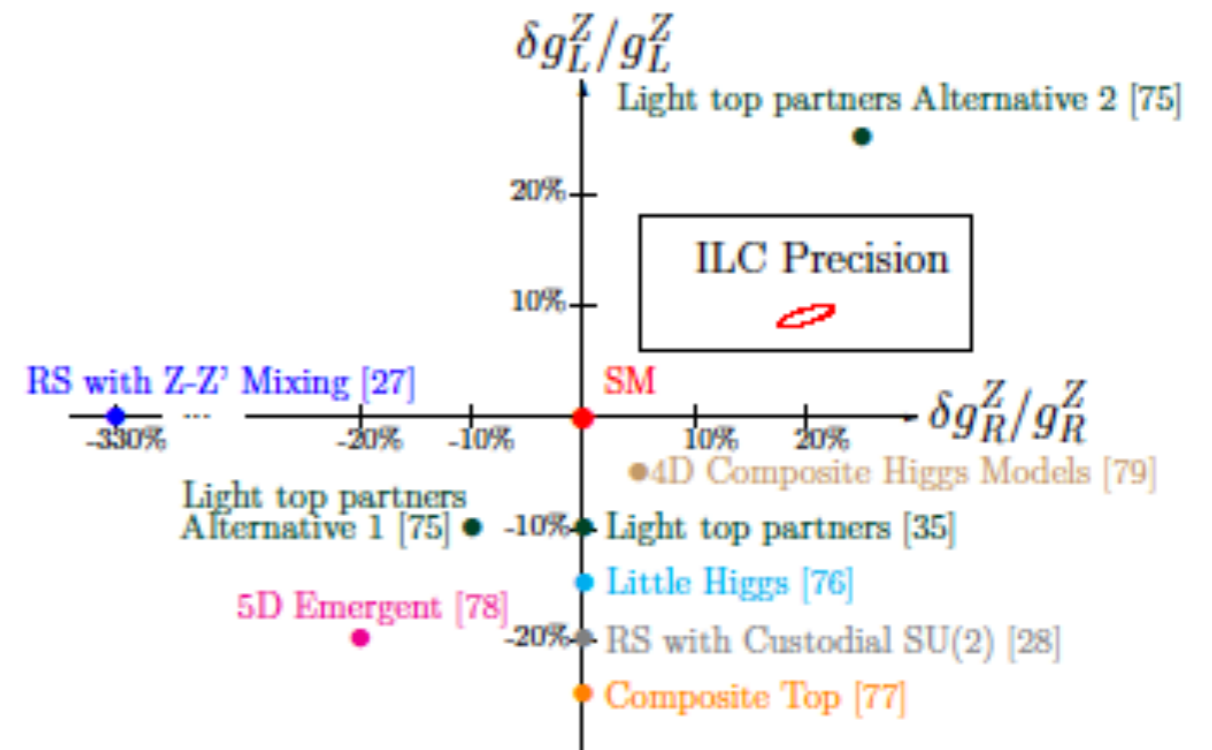 δg_L^Z/g_L^Z
Light top partners Alternative 2 [75]
20%
ILC Precision
10%
RS with Z-Z' Mixing [27]
SM
δg_R^Z/g_R^Z
-330%
-20%
-10%
10%
20%
4D Composite Higgs Models [79]
Light top partners
Alternative 1 [75]
-10%
Light top partners [35]
Little Higgs [76]
5D Emergent [78]
-20%
RS with Custodial SU(2) [28]
Composite Top [77]